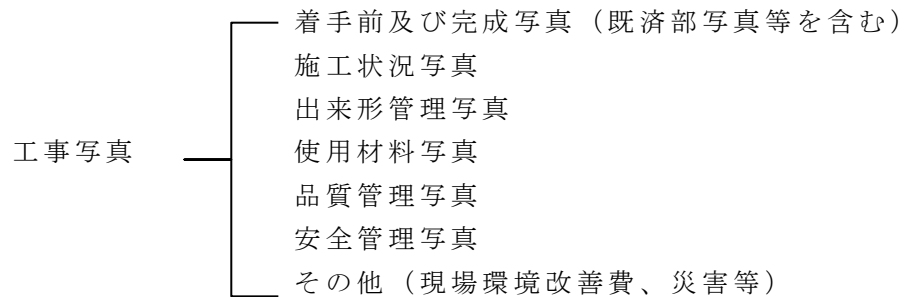 着手前及び完成写真（既済部写真等を含む）
施工状況写真
出来形管理写真
工事写真
使用材料写真
品質管理写真
安全管理写真
その他（現場環境改善費、災害等）